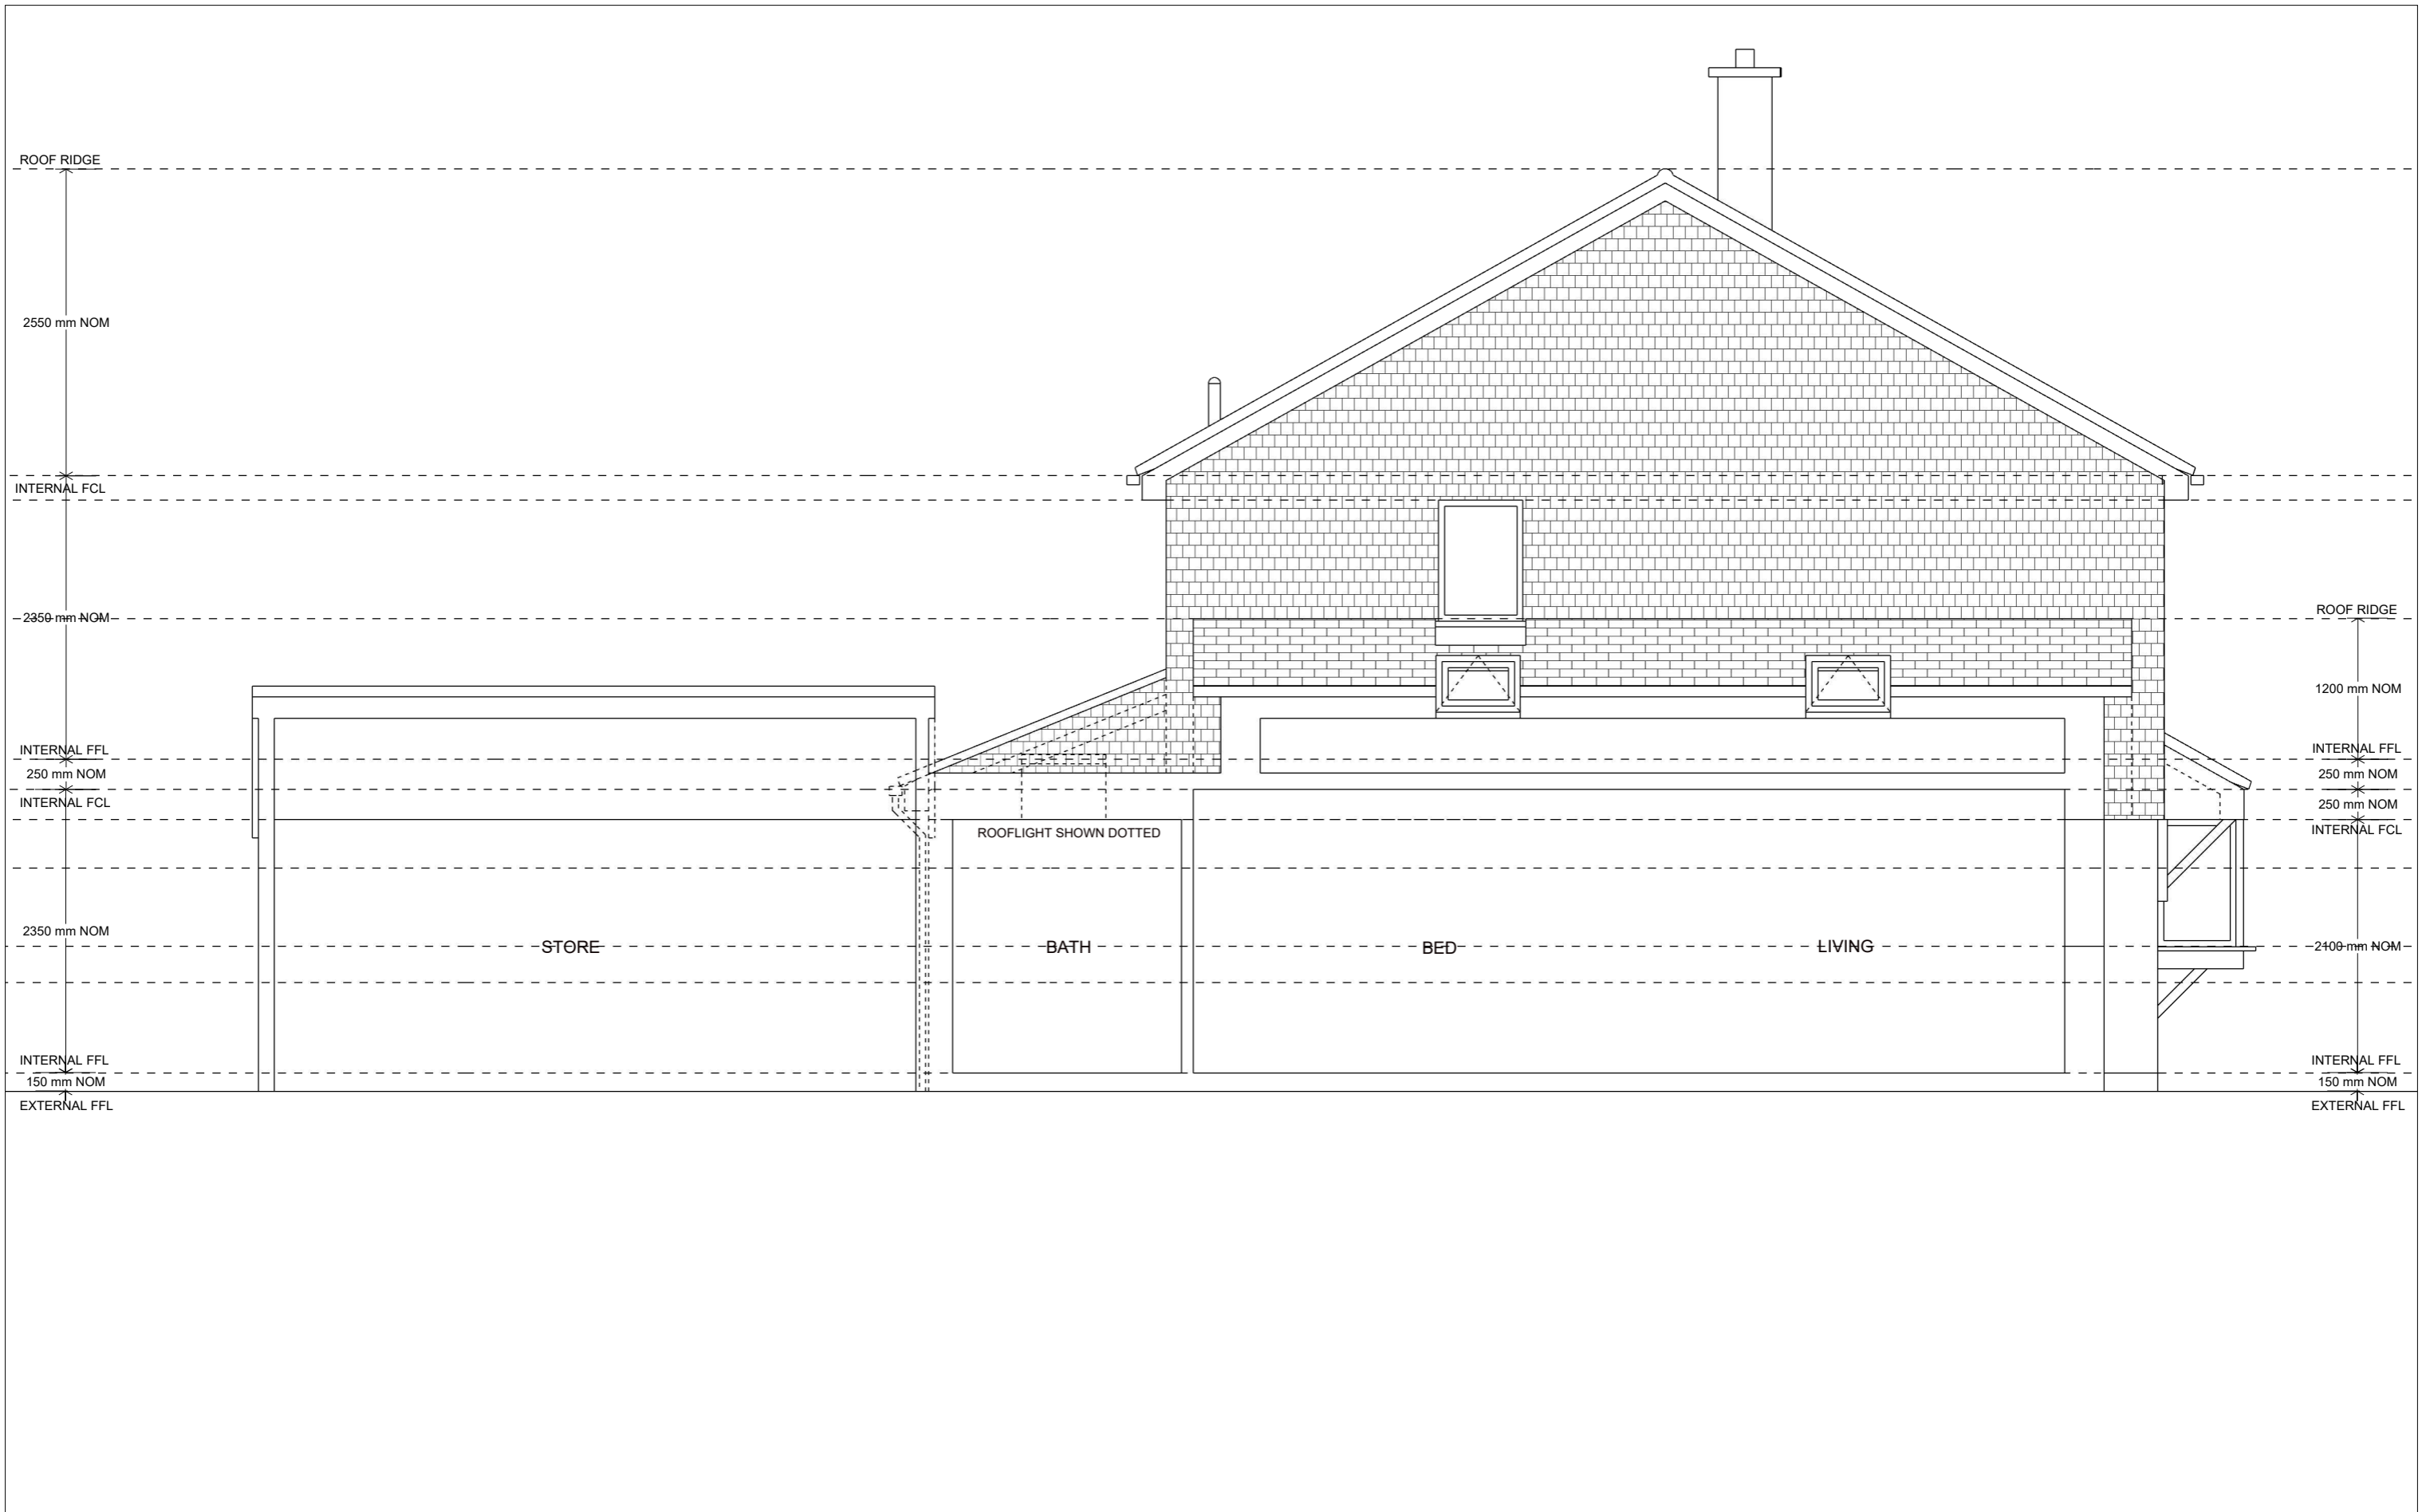 ROOF RIDGE
2550 mm NOM
INTERNAL FCL
2350 mm NOM
ROOF RIDGE
1200 mm NOM
INTERNAL FFL
INTERNAL FFL
250 mm NOM
250 mm NOM
INTERNAL FCL
250 mm NOM
INTERNAL FCL
ROOFLIGHT SHOWN DOTTED
2350 mm NOM
STORE
BATH
BED
LIVING
2100 mm NOM
INTERNAL FFL
INTERNAL FFL
150 mm NOM
150 mm NOM
EXTERNAL FFL
EXTERNAL FFL